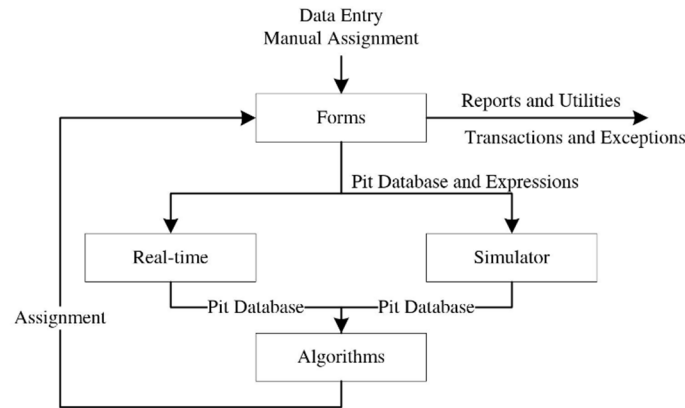 Data Entry
Manual Assignment
Forms
Reports and Utilities
Transactions and Exceptions
Pit Database and Expressions
Real-time
Simulator
Pit Database
Pit Database
Assignment
Algorithms